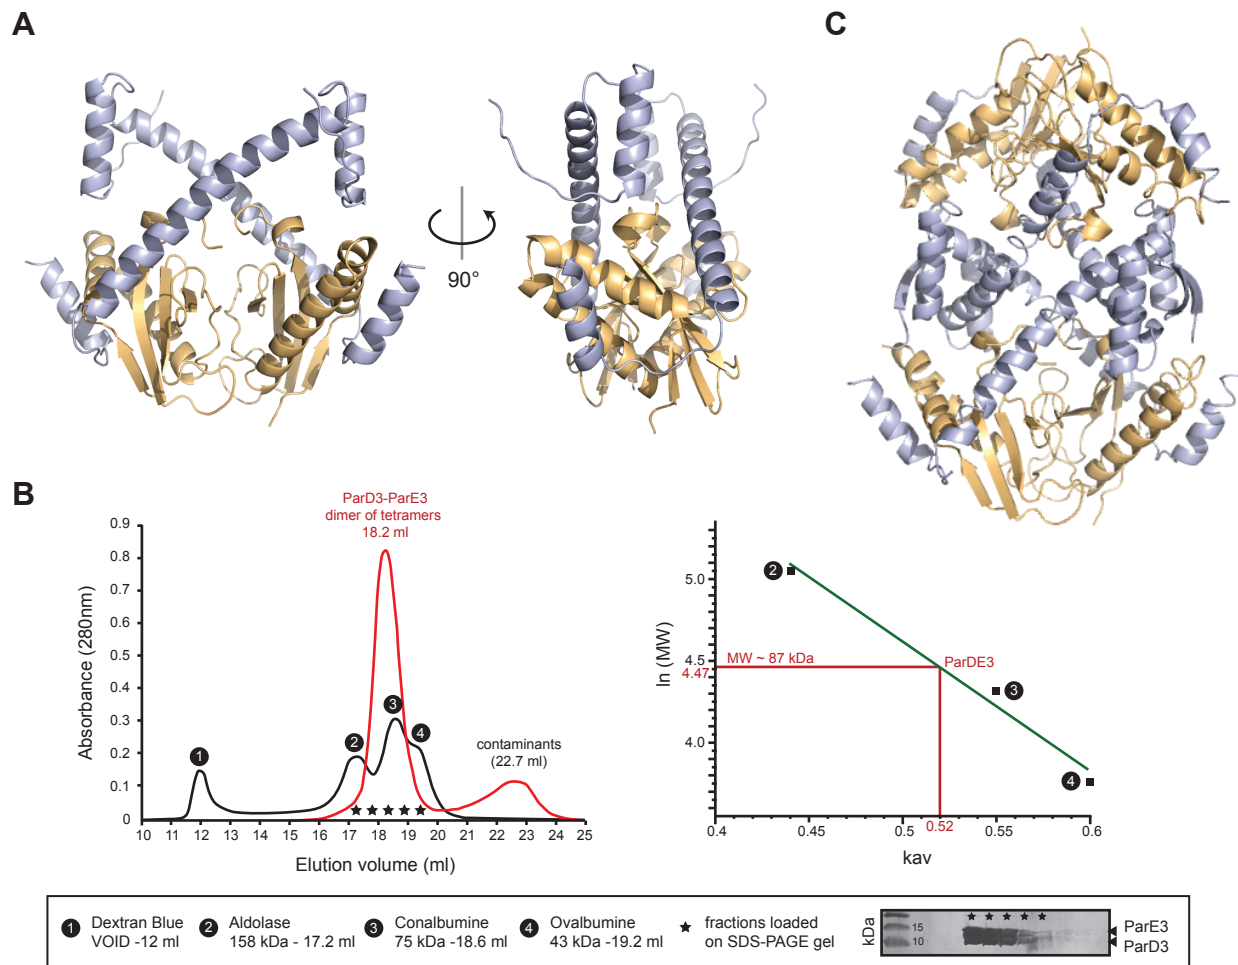 A
C
90°
B
ParD3-ParE3
dimer of tetramers
18.2 ml
Absorbance (280nm)
0.9
0.8
0.7
0.6
0.5
0.4
0.3
0.2
0.1
0
1
2
3
4
contaminants
(22.7 ml)
10 11 12 13 14 15 16 17 18 19 20 21 22 23 24 25
Elution volume (ml)
ln (MW)
5.0
4.5
4.47
4.0
2
MW ~ 87 kDa
ParDE3
3
4
0.4 0.45 0.5 0.52 0.55 0.6
kav
1 Dextran Blue
VOID -12 ml
2 Aldolase
158 kDa - 17.2 ml
3 Conalbumine
75 kDa -18.6 ml
4 Ovalbumine
43 kDa -19.2 ml
★ fractions loaded
on SDS-PAGE gel
kDa
15
10
★ ★ ★ ★ ★
ParE3
ParD3